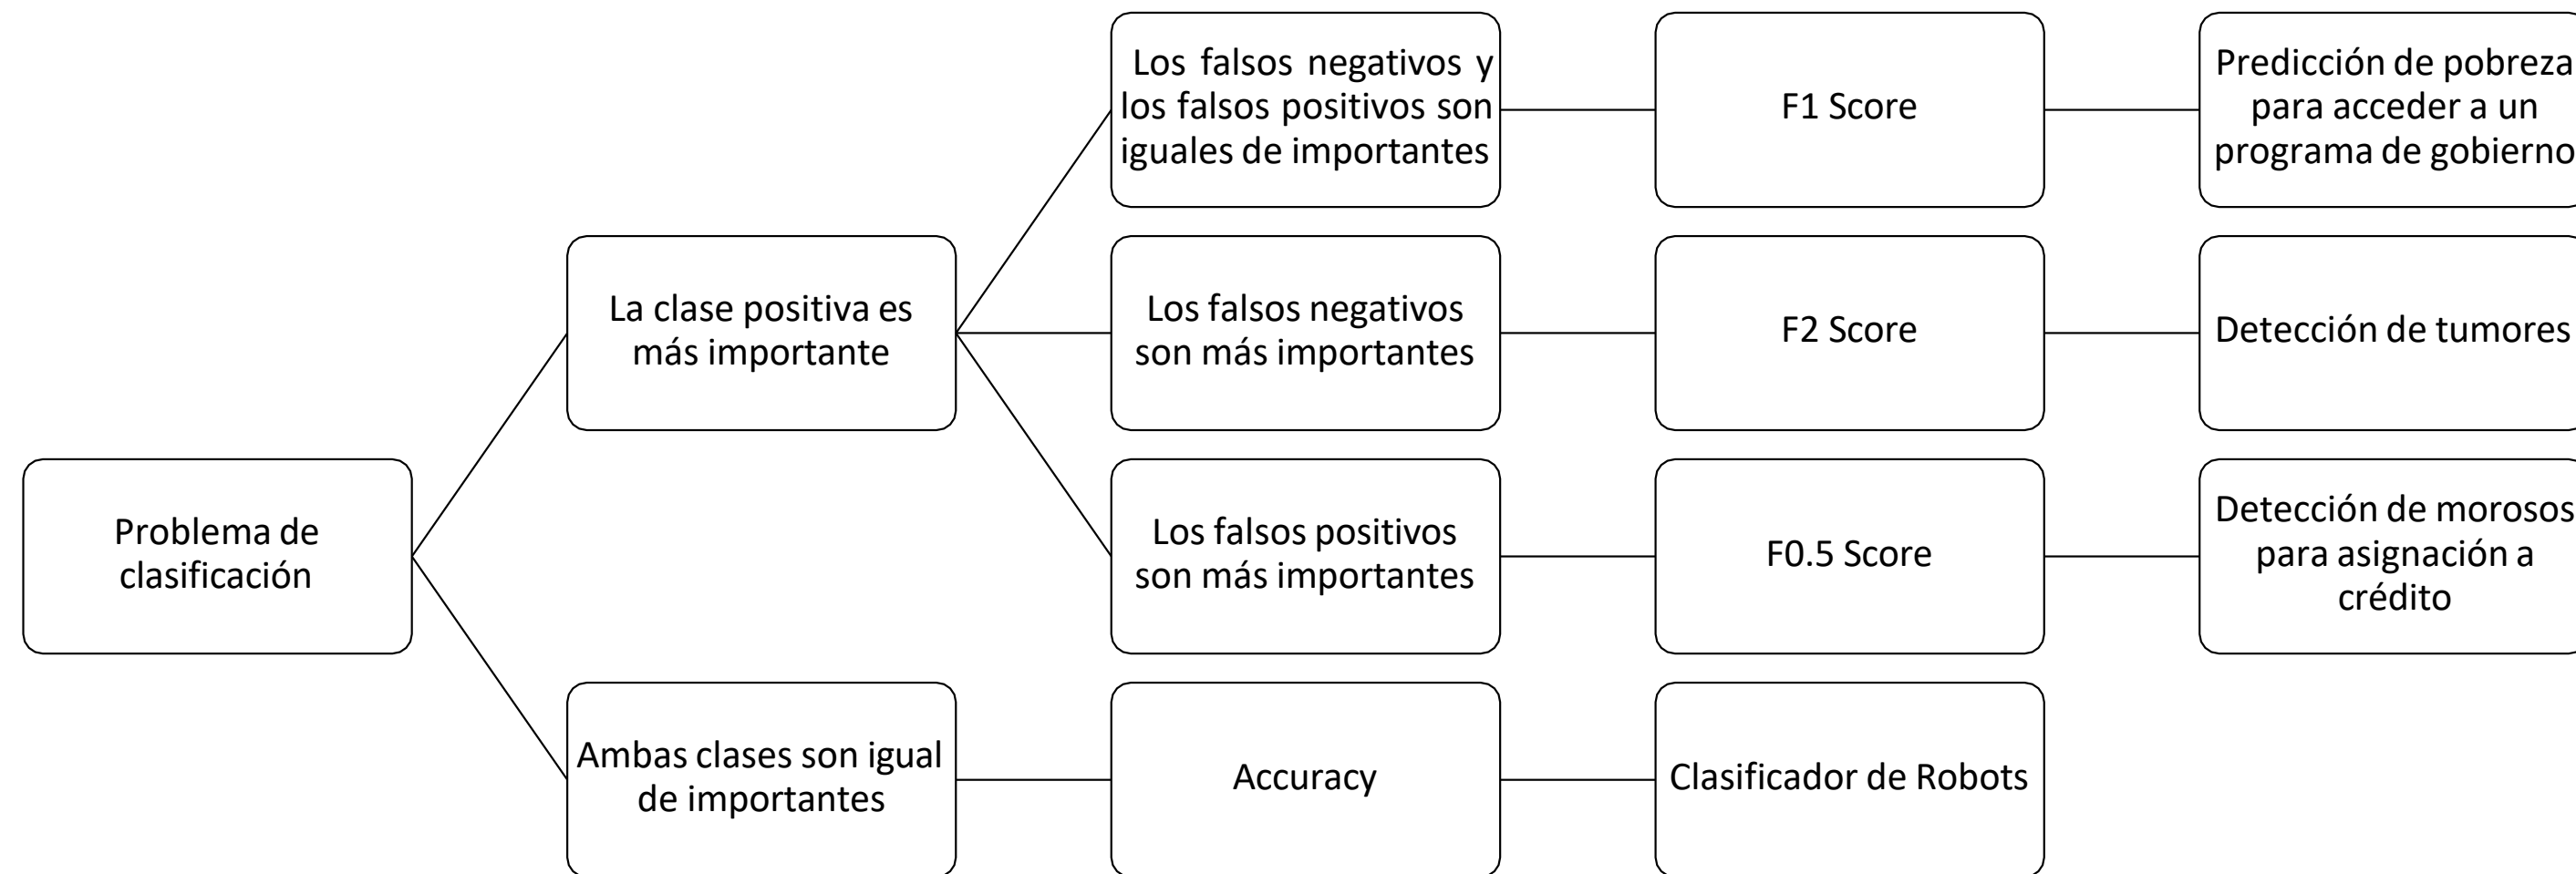 Los falsos negativos y
los falsos positivos son
iguales de importantes
F1 Score
Predicción de pobreza
para acceder a un
programa de gobierno
La clase positiva es
más importante
Los falsos negativos
son más importantes
F2 Score
Detección de tumores
Problema de
clasificación
Los falsos positivos
son más importantes
F0.5 Score
Detección de morosos
para asignación a
crédito
Ambas clases son igual
de importantes
Accuracy
Clasificador de Robots